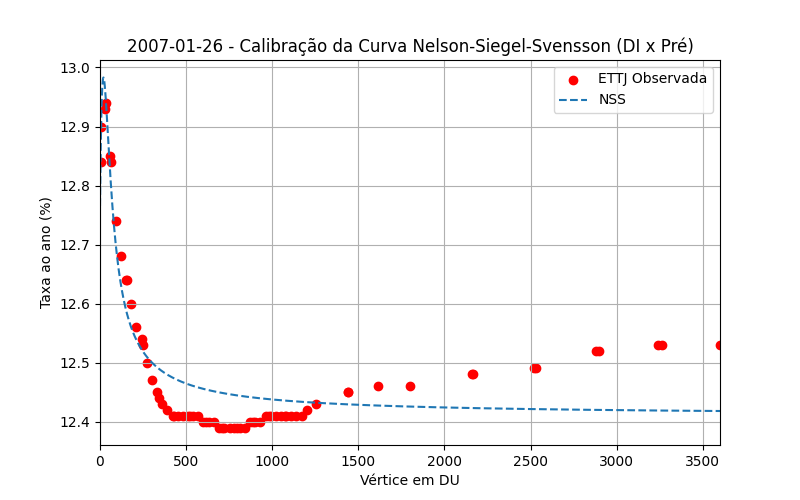 2007-01-26 - Calibração da Curva Nelson-Siegel-Svensson (DI x Pré)
ETTJ Observada
NSS
Taxa ao ano (%)
13.0
12.9
12.8
12.7
12.6
12.5
12.4
0 500 1000 1500 2000 2500 3000 3500
Vértice em DU